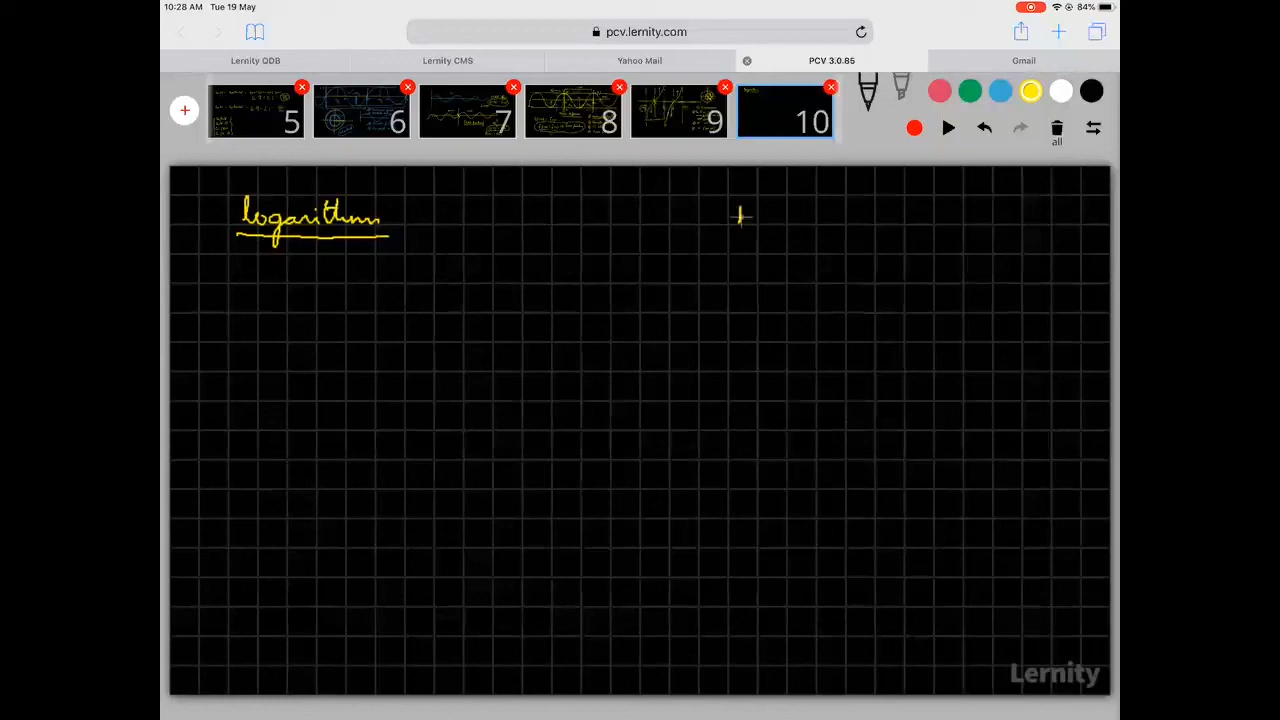 10:28 AM Tue 19 May
84%
pcv.lernity.com
Lernity QDB
Lernity CMS
Yahoo Mail
PCV 3.0.85
Gmail
5
6
7
8
9
10
all
logarithm
Lernity